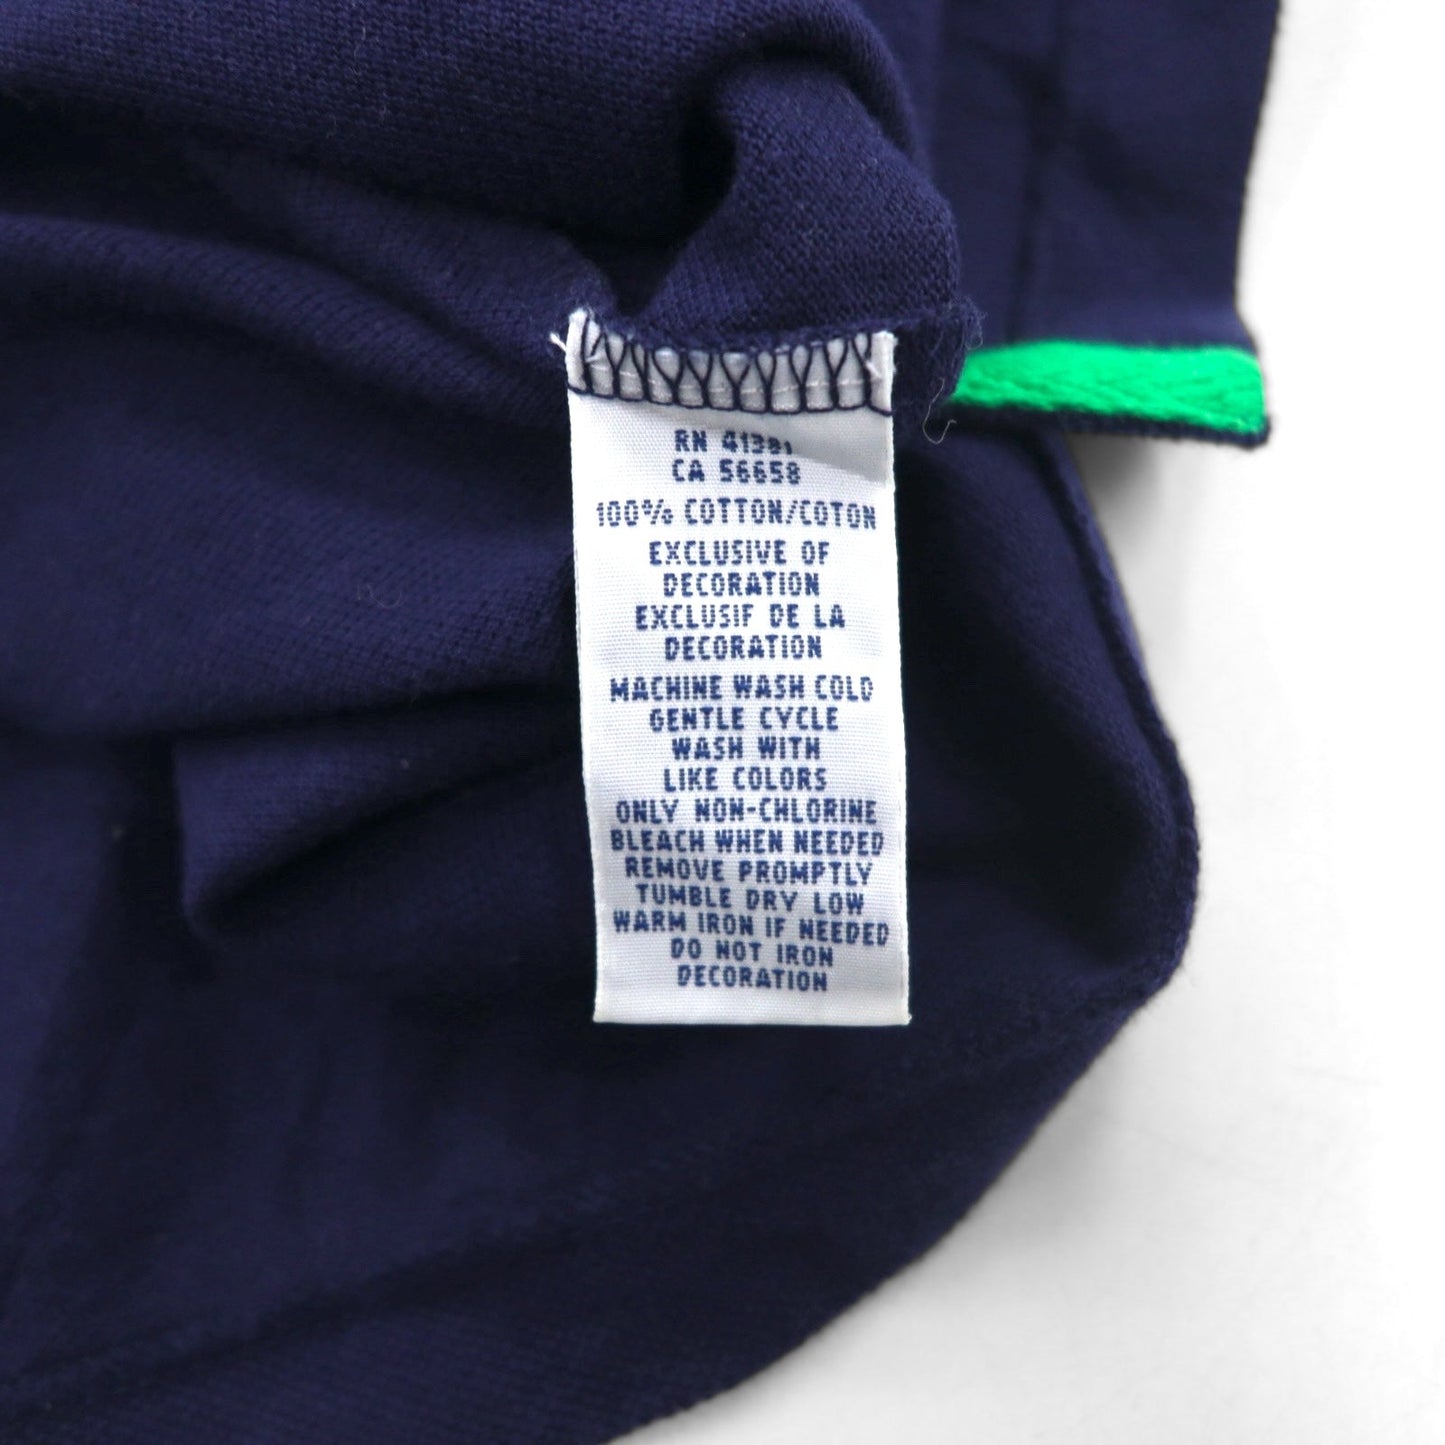 RN 41381
CA 56658
100% COTTON/COTON
EXCLUSIVE OF
DECORATION
EXCLUSIF DE LA
DECORATION
MACHINE WASH COLD
GENTLE CYCLE
WASH WITH
LIKE COLORS
ONLY NON-CHLORINE
BLEACH WHEN NEEDED
REMOVE PROMPTLY
TUMBLE DRY LOW
WARM IRON IF NEEDED
DO NOT IRON
DECORATION